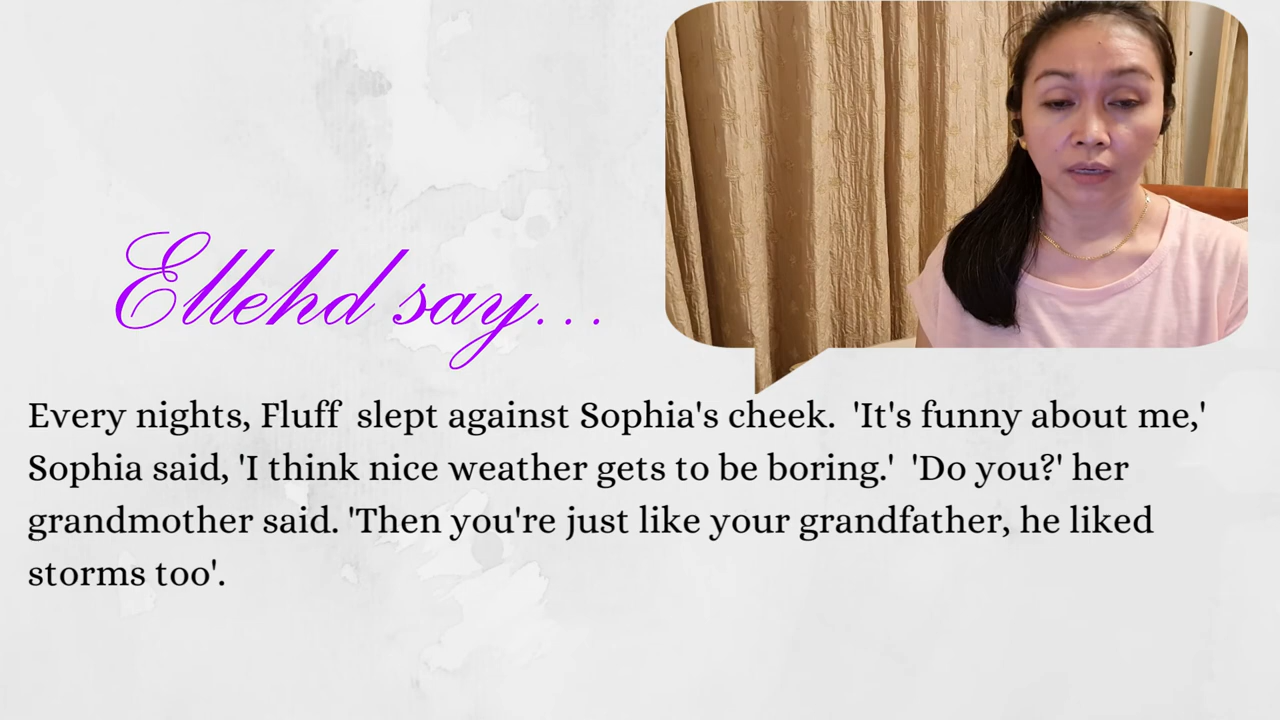 Ellehd say...
Every nights, Fluff  slept against Sophia's cheek.  'It's funny about me,'
Sophia said, 'I think nice weather gets to be boring.'  'Do you?' her
grandmother said. 'Then you're just like your grandfather, he liked
storms too'.